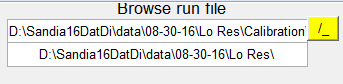 Browse run file
D:\Sandia16DatDi\data\08-30-16\Lo Res\Calibration\
/_
D:\Sandia16DatDi\data\08-30-16\Lo Res\